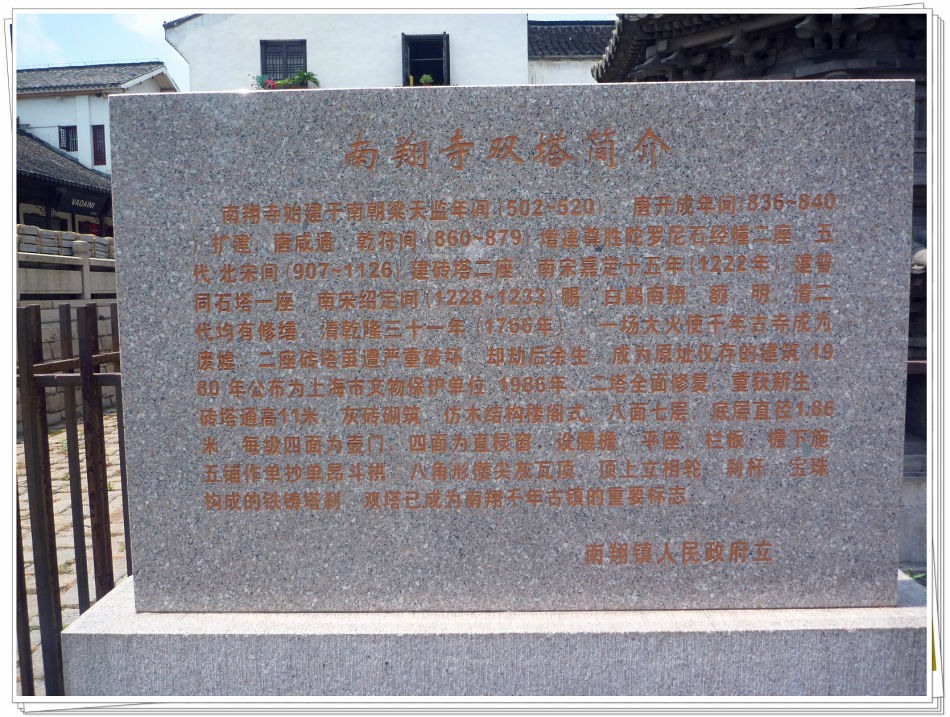 南翔寺双塔简介
南翔寺始建于南朝梁天监年间(502~520)，唐开成年间(836~840
)，扩建。唐咸通、乾符间(860~879)增建尊胜陀罗尼石经幢二座。五
代、北宋间(907~1126)建砖塔二座。南宋嘉定十五年(1222年)，建普
同石塔一座。南宋绍定间(1228~1233)赐"白鹤南翔"额。明、清二
代均有修缮。清乾隆三十一年(1766年)，一场大火使千年古寺成为
废墟。二座砖塔虽遭严重破坏，却劫后余生，成为原址仅存的建筑。19
80年公布为上海市文物保护单位。1986年，二塔全面修复，重获新生。
砖塔通高11米，灰砖砌筑，仿木结构楼阁式，八面七层，底层直径1.86
米。每级四面为壶门，四面为直棂窗，设腰檐、平座、栏板，檐下施
五铺作单抄单昂斗拱，八角形攒尖灰瓦顶，顶上立相轮、刹杆、宝珠
构成的铁铸塔刹。双塔已成为南翔千年古镇的重要标志。
南翔镇人民政府立
VADAINI